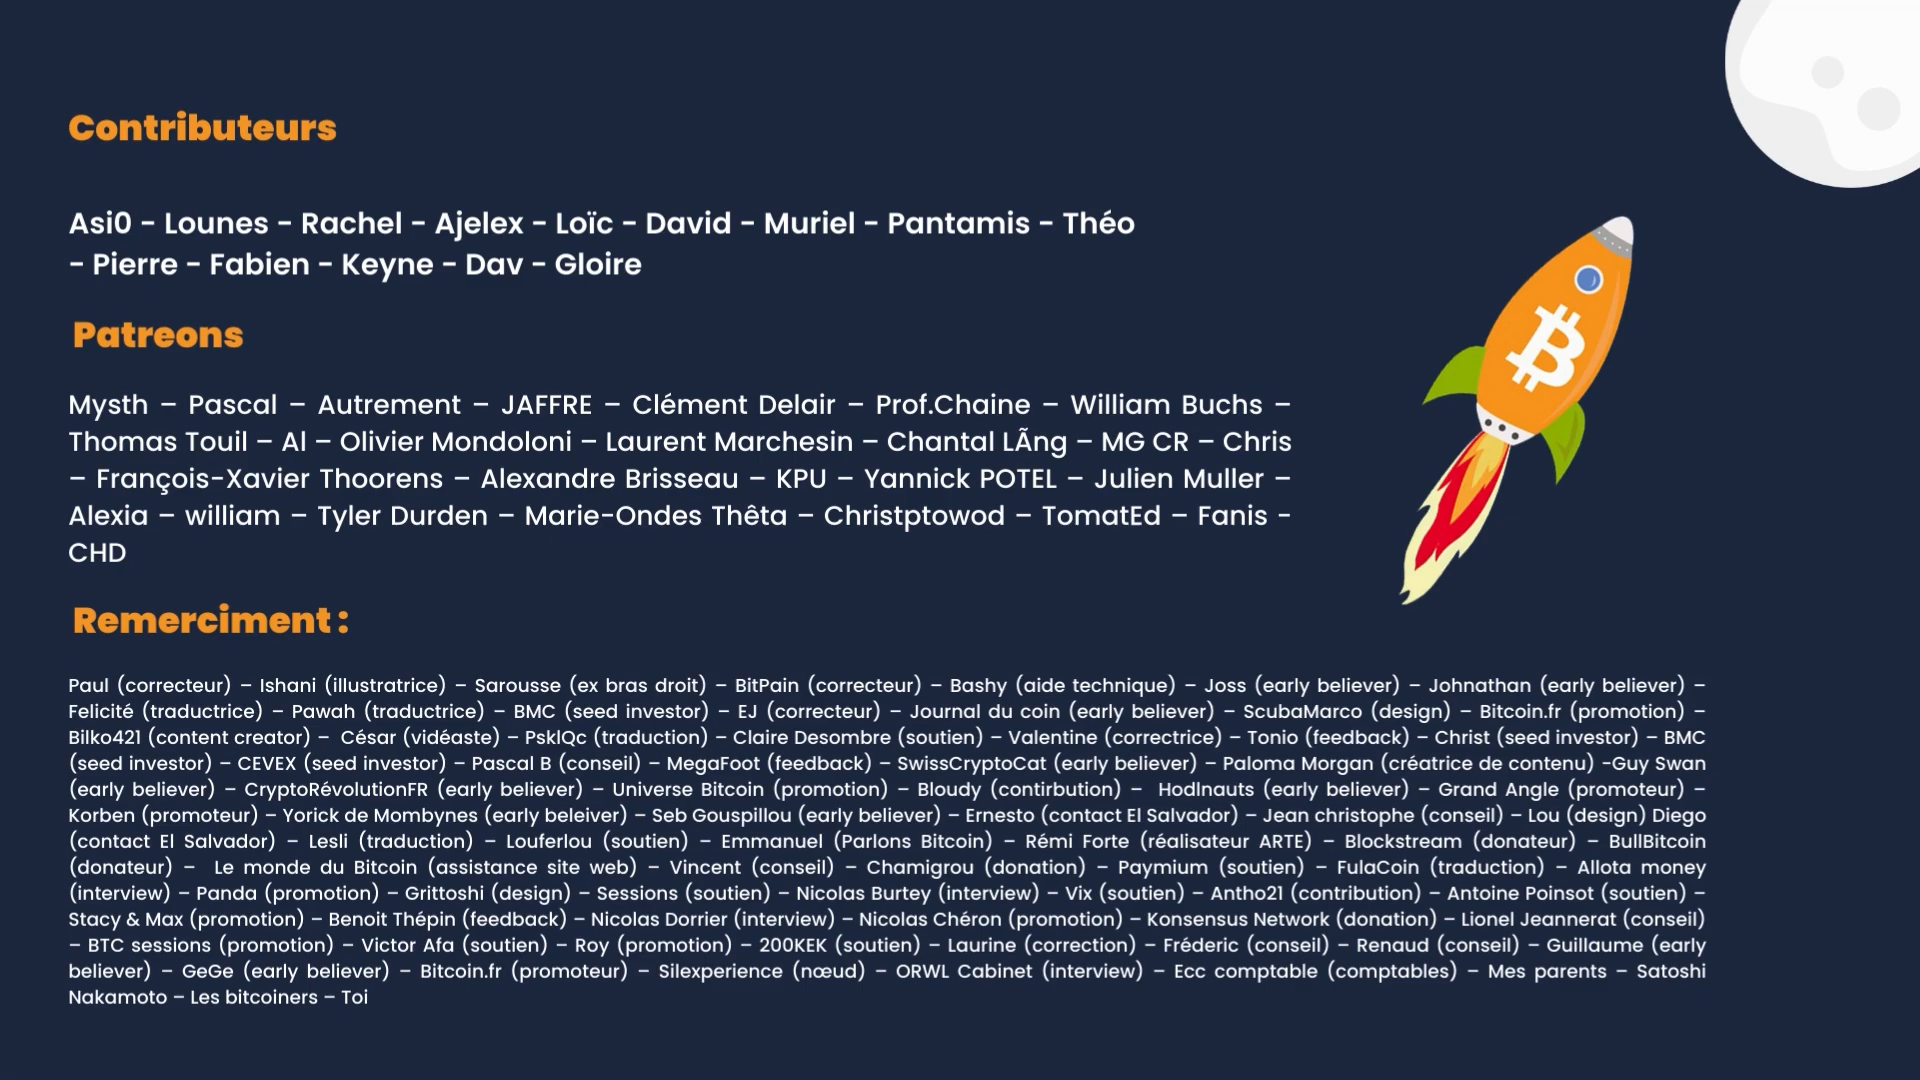 Contributeurs
Asi0 - Lounes - Rachel - Ajelex - Loïc - David - Muriel - Pantamis - Théo
- Pierre - Fabien - Keyne - Dav - Gloire
Patreons
Mysth – Pascal – Autrement – JAFFRE – Clément Delair – Prof.Chaine – William Buchs –
Thomas Touil – Al – Olivier Mondoloni – Laurent Marchesin – Chantal LÃng – MG CR – Chris
– François-Xavier Thoorens – Alexandre Brisseau – KPU – Yannick POTEL – Julien Muller –
Alexia – william – Tyler Durden – Marie-Ondes Thêta – Christptowod – TomatEd – Fanis -
CHD
Remerciment :
Paul (correcteur) – Ishani (illustratrice) – Sarousse (ex bras droit) – BitPain (correcteur) – Bashy (aide technique) – Joss (early believer) – Johnathan (early believer) –
Felicité (traductrice) – Pawah (traductrice) – BMC (seed investor) – EJ (correcteur) – Journal du coin (early believer) – ScubaMarco (design) – Bitcoin.fr (promotion) –
Bilko421 (content creator) – César (vidéaste) – PsklQc (traduction) – Claire Desombre (soutien) – Valentine (correctrice) – Tonio (feedback) – Christ (seed investor) – BMC
(seed investor) – CEVEX (seed investor) – Pascal B (conseil) – MegaFoot (feedback) – SwissCryptoCat (early believer) – Paloma Morgan (créatrice de contenu) -Guy Swan
(early believer) – CryptoRévolutionFR (early believer) – Universe Bitcoin (promotion) – Bloudy (contirbution) – Hodlnauts (early believer) – Grand Angle (promoteur) –
Korben (promoteur) – Yorick de Mombynes (early beleiver) – Seb Gouspillou (early believer) – Ernesto (contact El Salvador) – Jean christophe (conseil) – Lou (design) Diego
(contact El Salvador) – Lesli (traduction) – Louferlou (soutien) – Emmanuel (Parlons Bitcoin) – Rémi Forte (réalisateur ARTE) – Blockstream (donateur) – BullBitcoin
(donateur) – Le monde du Bitcoin (assistance site web) – Vincent (conseil) – Chamigrou (donation) – Paymium (soutien) – FulaCoin (traduction) – Allota money
(interview) – Panda (promotion) – Grittoshi (design) – Sessions (soutien) – Nicolas Burtey (interview) – Vix (soutien) – Antho21 (contribution) – Antoine Poinsot (soutien) –
Stacy & Max (promotion) – Benoit Thépin (feedback) – Nicolas Dorrier (interview) – Nicolas Chéron (promotion) – Konsensus Network (donation) – Lionel Jeannerat (conseil)
– BTC sessions (promotion) – Victor Afa (soutien) – Roy (promotion) – 200KEK (soutien) – Laurine (correction) – Fréderic (conseil) – Renaud (conseil) – Guillaume (early
believer) – GeGe (early believer) – Bitcoin.fr (promoteur) – Silexperience (nœud) – ORWL Cabinet (interview) – Ecc comptable (comptables) – Mes parents – Satoshi
Nakamoto – Les bitcoiners – Toi